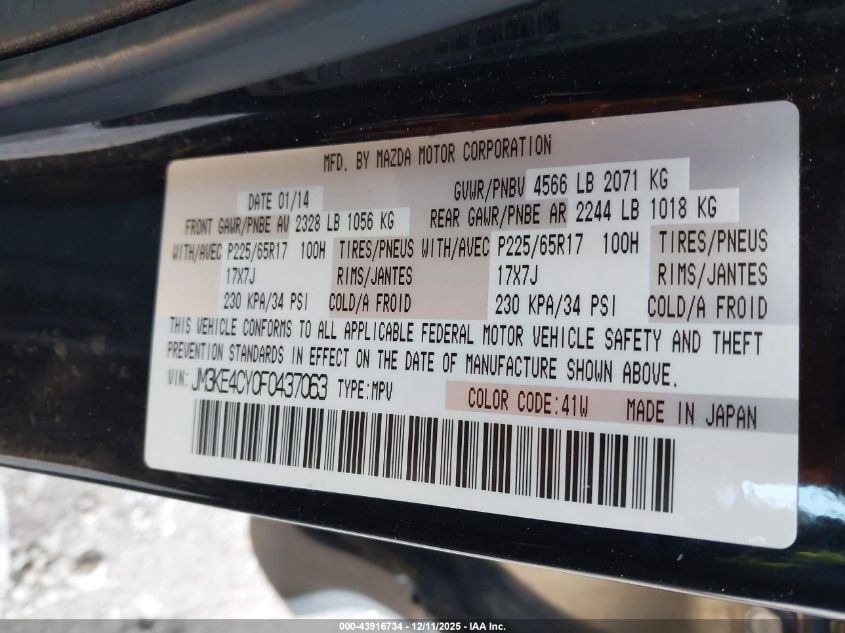 MFD. BY MAZDA MOTOR CORPORATION
DATE 01/14 GVWR/PNBV 4566 LB 2071 KG
FRONT GAWR/PNBE AV 2328 LB 1056 KG REAR GAWR/PNBE AR 2244 LB 1018 KG
WITH/AVEC P225/65R17 100H TIRES/PNEUS WITH/AVEC P225/65R17 100H TIRES/PNEUS
17X7J RIMS/JANTES 17X7J RIMS/JANTES
230 KPA/34 PSI COLD/A FROID 230 KPA/34 PSI COLD/A FROID
THIS VEHICLE CONFORMS TO ALL APPLICABLE FEDERAL MOTOR VEHICLE SAFETY AND THEFT
PREVENTION STANDARDS IN EFFECT ON THE DATE OF MANUFACTURE SHOWN ABOVE.
VIN: JM3KE4CY0F0437063 TYPE:MPV COLOR CODE:41W MADE IN JAPAN
000-43916734 - 12/11/2025 - IAA Inc.